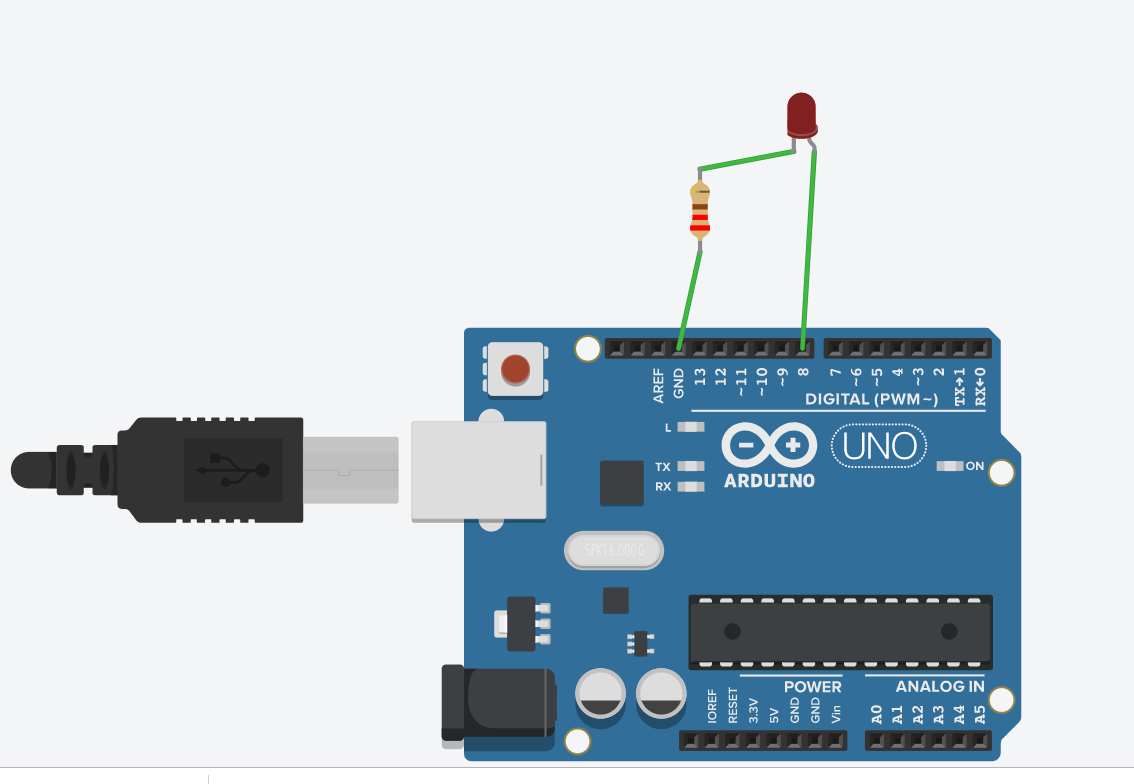 AREF
GND
13
12
~11
~10
~9
8
7
~6
~5
4
~3
2
TX→1
RX←0
DIGITAL (PWM~)
L
TX
RX
UNO
ON
ARDUINO
SPK16.000G
POWER
ANALOG IN
IOREF
RESET
3.3V
5V
GND
GND
Vin
A0
A1
A2
A3
A4
A5